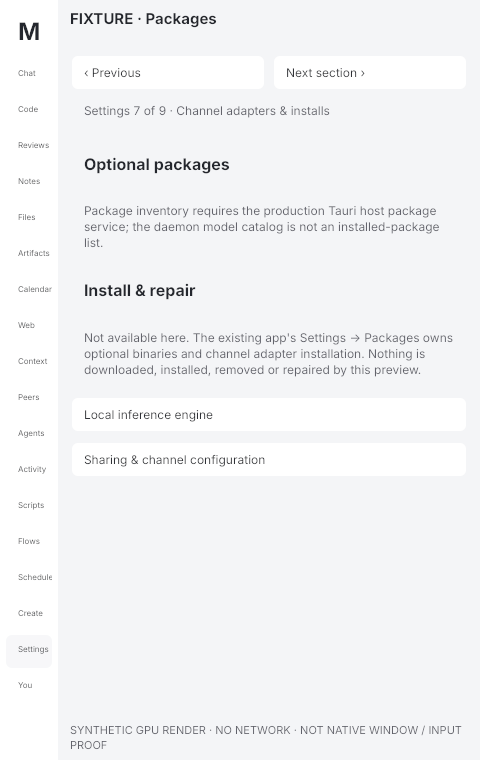 M
Chat
Code
Reviews
Notes
Files
Artifacts
Calendar
Web
Context
Peers
Agents
Activity
Scripts
Flows
Schedule
Create
Settings
You
FIXTURE · Packages
‹ Previous
Next section ›
Settings 7 of 9 · Channel adapters & installs
Optional packages
Package inventory requires the production Tauri host package
service; the daemon model catalog is not an installed-package
list.
Install & repair
Not available here. The existing app's Settings → Packages owns
optional binaries and channel adapter installation. Nothing is
downloaded, installed, removed or repaired by this preview.
Local inference engine
Sharing & channel configuration
SYNTHETIC GPU RENDER · NO NETWORK · NOT NATIVE WINDOW / INPUT
PROOF